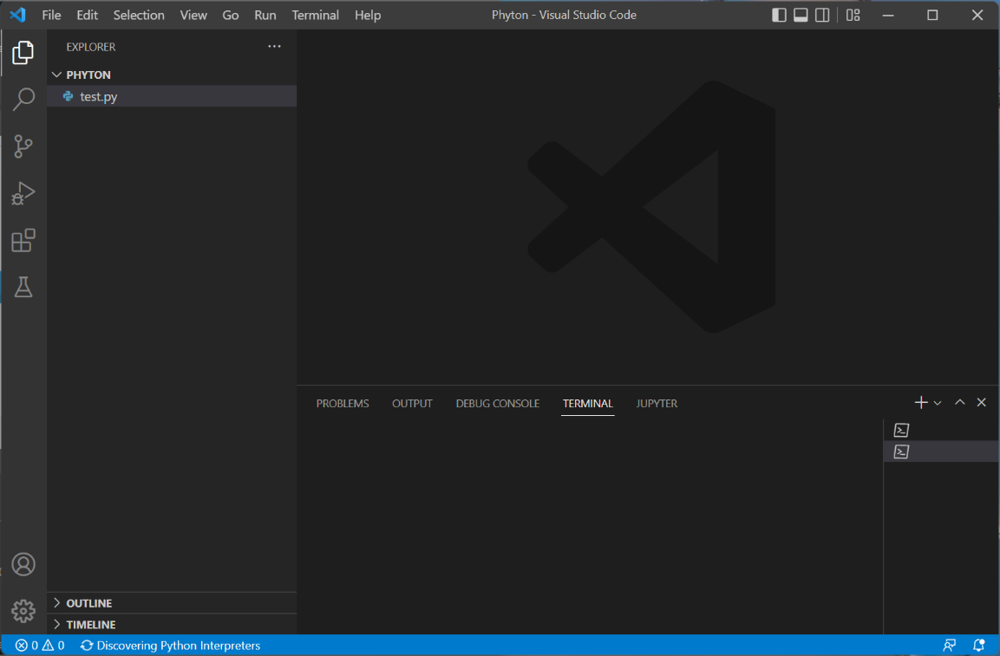 File Edit Selection View Go Run Terminal Help Phyton - Visual Studio Code
EXPLORER
PHYTON
test.py
PROBLEMS OUTPUT DEBUG CONSOLE TERMINAL JUPYTER
OUTLINE
TIMELINE
0 0 Discovering Python Interpreters